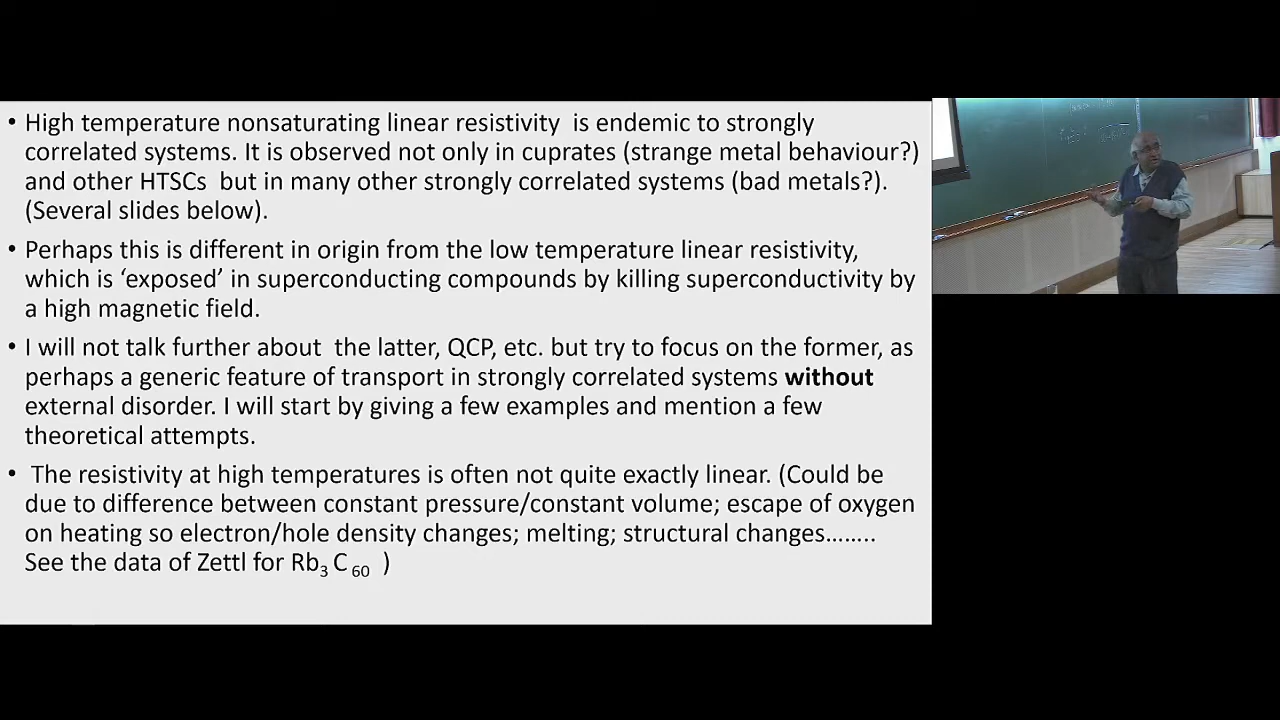 • High temperature nonsaturating linear resistivity is endemic to strongly
correlated systems. It is observed not only in cuprates (strange metal behaviour?)
and other HTSCs but in many other strongly correlated systems (bad metals?).
(Several slides below).
• Perhaps this is different in origin from the low temperature linear resistivity,
which is ‘exposed’ in superconducting compounds by killing superconductivity by
a high magnetic field.
• I will not talk further about the latter, QCP, etc. but try to focus on the former, as
perhaps a generic feature of transport in strongly correlated systems without
external disorder. I will start by giving a few examples and mention a few
theoretical attempts.
• The resistivity at high temperatures is often not quite exactly linear. (Could be
due to difference between constant pressure/constant volume; escape of oxygen
on heating so electron/hole density changes; melting; structural changes……..
See the data of Zettl for Rb3 C 60 )